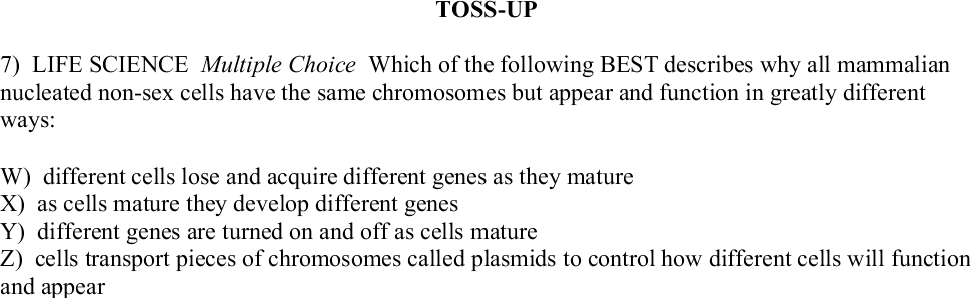 TOSS-UP
7) LIFE SCIENCE Multiple Choice Which of the following BEST describes why all mammalian
nucleated non-sex cells have the same chromosomes but appear and function in greatly different
ways:
W) different cells lose and acquire different genes as they mature
X) as cells mature they develop different genes
Y) different genes are turned on and off as cells mature
Z) cells transport pieces of chromosomes called plasmids to control how different cells will function
and appear